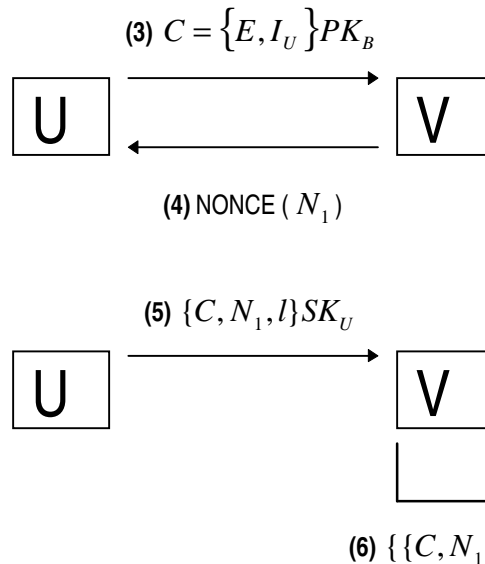 (3) C = {E, I_U}PK_B
U V
(4) NONCE ( N_1 )
(5) {C, N_1, l}SK_U
U V
(6) { {C, N_1